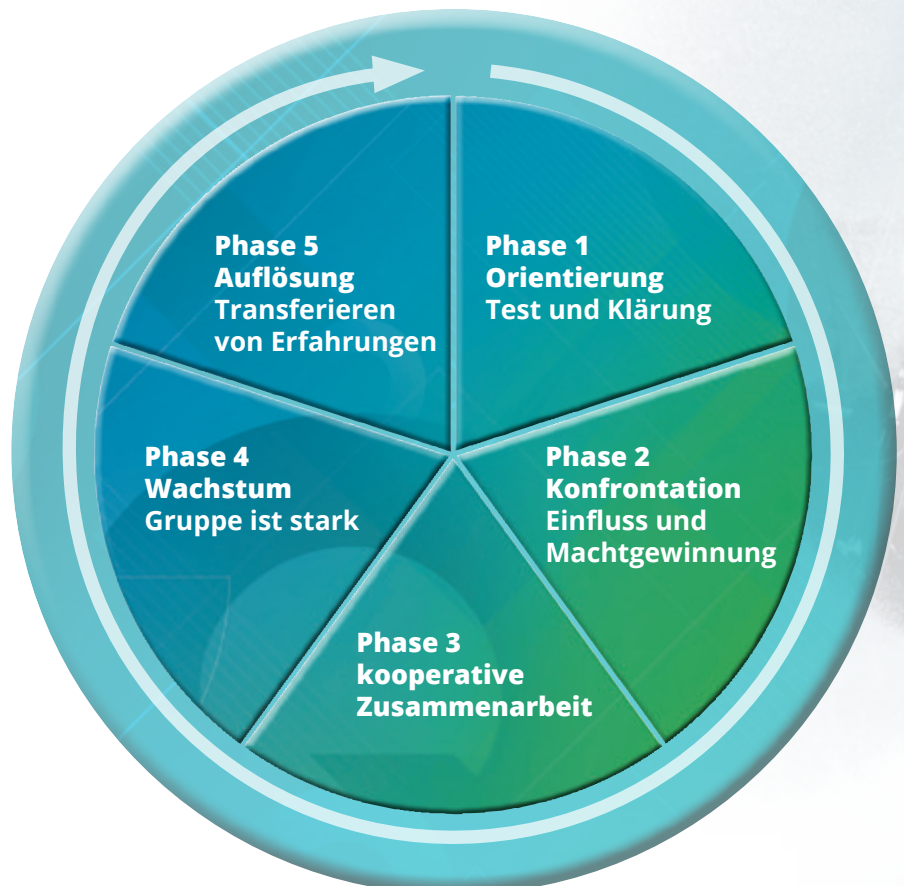 Phase 1
Orientierung
Test und Klärung
Phase 2
Konfrontation
Einfluss und
Machtgewinnung
Phase 3
kooperative
Zusammenarbeit
Phase 4
Wachstum
Gruppe ist stark
Phase 5
Auflösung
Transferieren
von Erfahrungen